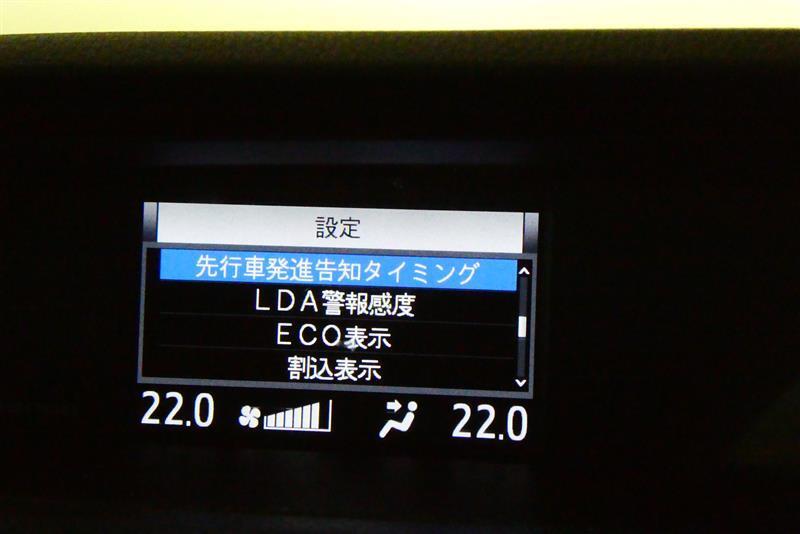 設定
先行車発進告知タイミング
LDA警報感度
ECO表示
割込表示
22.0 22.0